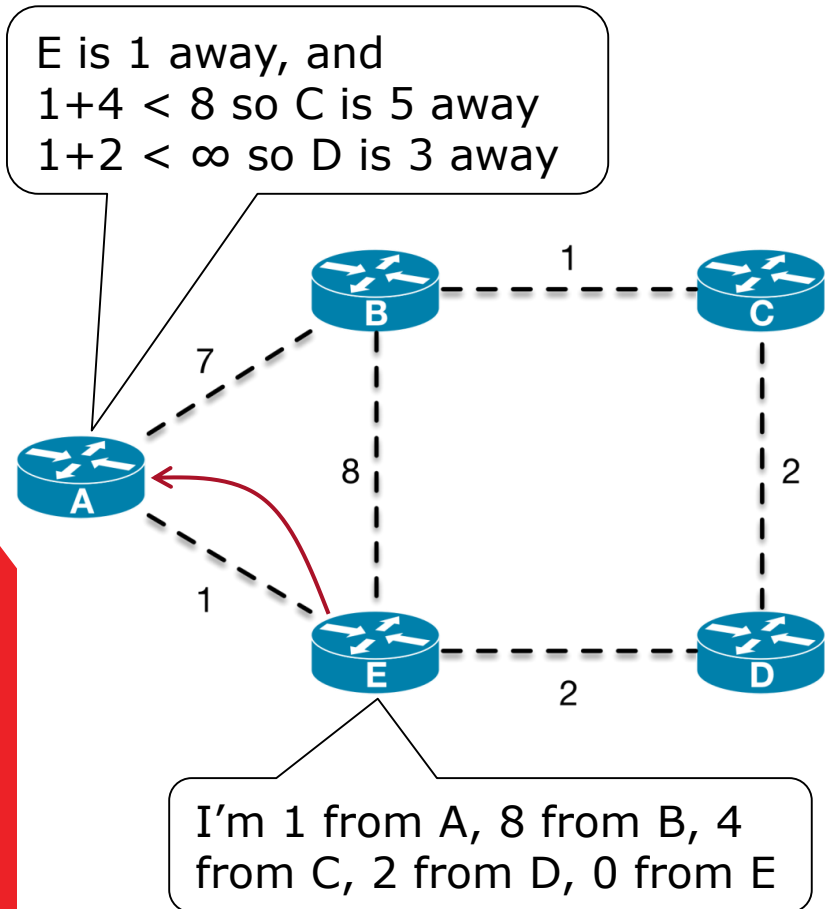 E is 1 away, and
1+4 < 8 so C is 5 away
1+2 < ∞ so D is 3 away
1
B
C
7
8
2
A
1
E
D
2
I’m 1 from A, 8 from B, 4
from C, 2 from D, 0 from E